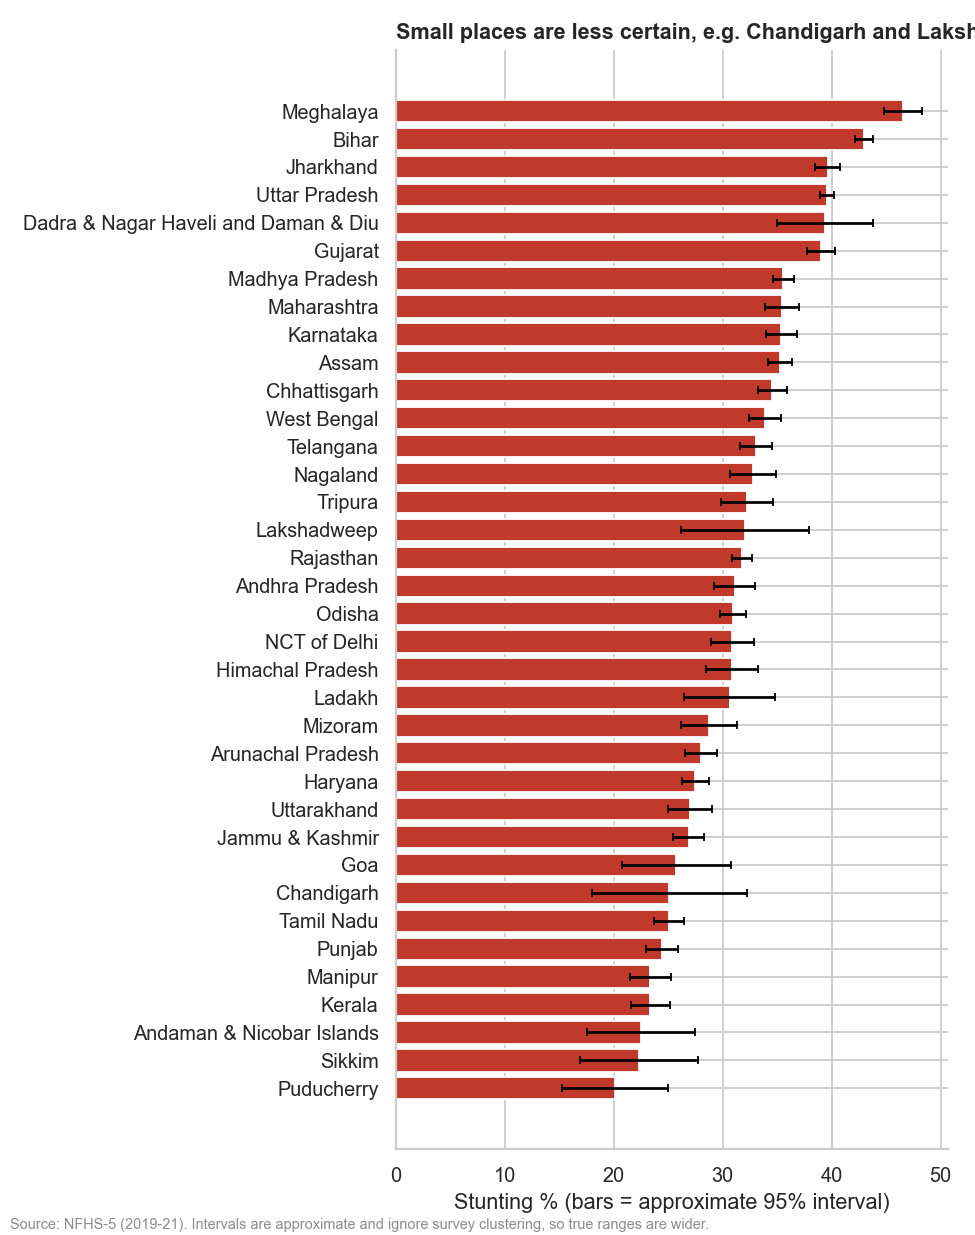 Small places are less certain, e.g. Chandigarh and Laksh
Meghalaya
Bihar
Jharkhand
Uttar Pradesh
Dadra & Nagar Haveli and Daman & Diu
Gujarat
Madhya Pradesh
Maharashtra
Karnataka
Assam
Chhattisgarh
West Bengal
Telangana
Nagaland
Tripura
Lakshadweep
Rajasthan
Andhra Pradesh
Odisha
NCT of Delhi
Himachal Pradesh
Ladakh
Mizoram
Arunachal Pradesh
Haryana
Uttarakhand
Jammu & Kashmir
Goa
Chandigarh
Tamil Nadu
Punjab
Manipur
Kerala
Andaman & Nicobar Islands
Sikkim
Puducherry
0 10 20 30 40 50
Stunting % (bars = approximate 95% interval)
Source: NFHS-5 (2019-21). Intervals are approximate and ignore survey clustering, so true ranges are wider.